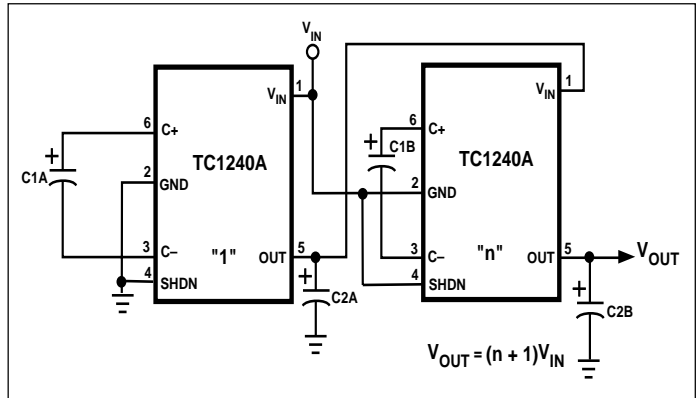 VIN
VIN 1
6 C+
C1A
TC1240A
2 GND
3 C–
"1"
OUT 5
4 SHDN
C2A
VIN 1
6 C+
C1B
TC1240A
2 GND
3 C–
"n"
OUT 5
VOUT
4 SHDN
C2B
VOUT = (n + 1)VIN